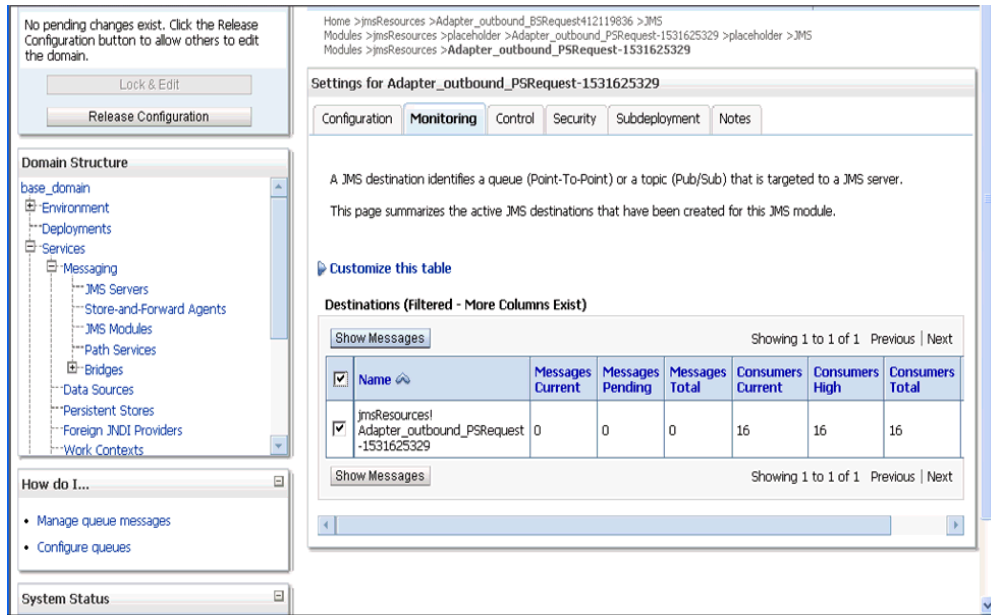 No pending changes exist. Click the Release
Configuration button to allow others to edit
the domain.
Lock & Edit
Release Configuration
Domain Structure
base_domain
Environment
Deployments
Services
Messaging
JMS Servers
Store-and-Forward Agents
JMS Modules
Path Services
Bridges
Data Sources
Persistent Stores
Foreign JNDI Providers
Work Contexts
How do I...
Manage queue messages
Configure queues
System Status
Home >jmsResources >Adapter_outbound_BSRequest412119836 >JMS
Modules >jmsResources >placeholder >Adapter_outbound_PSRequest-1531625329 >placeholder >JMS
Modules >jmsResources >Adapter_outbound_PSRequest-1531625329
Settings for Adapter_outbound_PSRequest-1531625329
Configuration Monitoring Control Security Subdeployment Notes
A JMS destination identifies a queue (Point-To-Point) or a topic (Pub/Sub) that is targeted to a JMS server.
This page summarizes the active JMS destinations that have been created for this JMS module.
Customize this table
Destinations (Filtered - More Columns Exist)
Show Messages Showing 1 to 1 of 1 Previous | Next
Name Messages Current Messages Pending Messages Total Consumers Current Consumers High Consumers Total
jmsResources!
Adapter_outbound_PSRequest 0 0 0 16 16 16
-1531625329
Show Messages Showing 1 to 1 of 1 Previous | Next